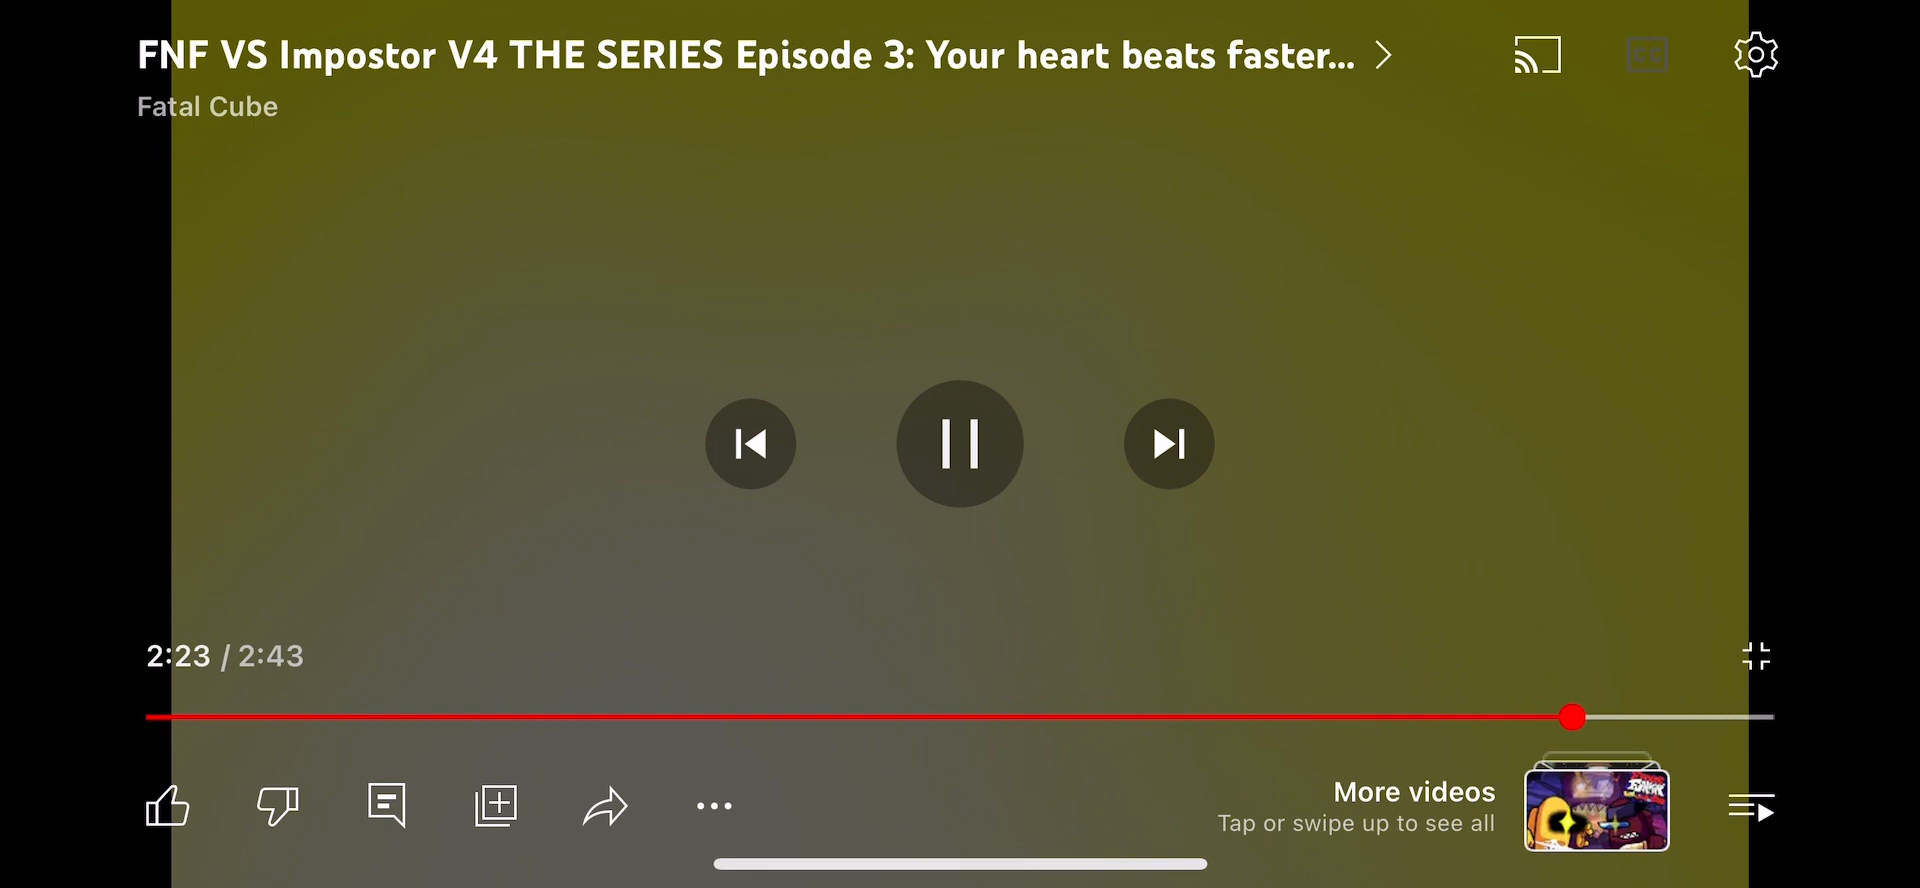 FNF VS Impostor V4 THE SERIES Episode 3: Your heart beats faster...
CC
Fatal Cube
2:23 / 2:43
More videos
Tap or swipe up to see all